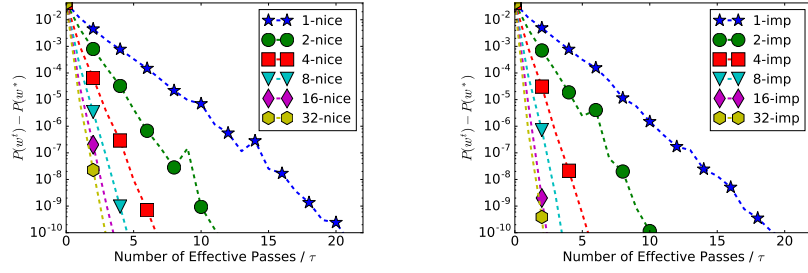 10^{-2}
10^{-3}
10^{-4}
10^{-5}
10^{-6}
10^{-7}
10^{-8}
10^{-9}
10^{-10}
P(w^t) − P(w^*)
0 5 10 15 20
Number of Effective Passes / τ
1-nice
2-nice
4-nice
8-nice
16-nice
32-nice
10^{-2}
10^{-3}
10^{-4}
10^{-5}
10^{-6}
10^{-7}
10^{-8}
10^{-9}
10^{-10}
P(w^t) − P(w^*)
0 5 10 15 20
Number of Effective Passes / τ
1-imp
2-imp
4-imp
8-imp
16-imp
32-imp